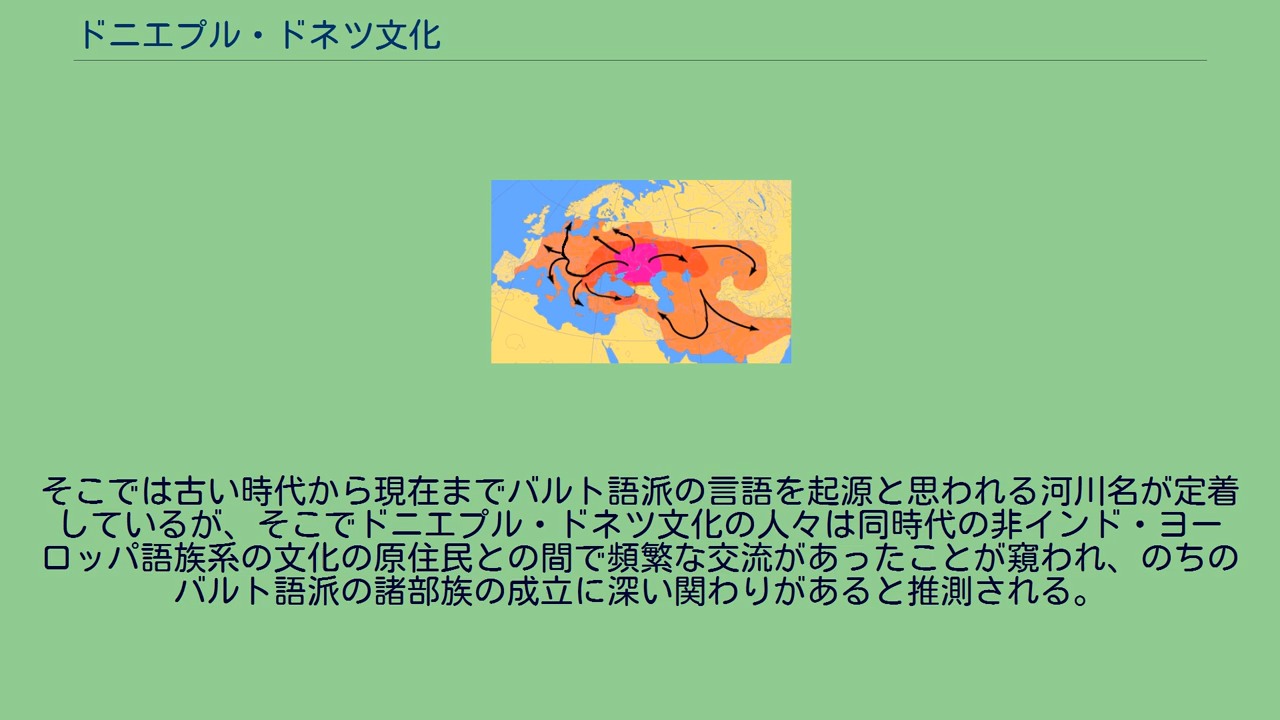 ドニエプル・ドネツ文化
そこでは古い時代から現在までバルト語派の言語を起源と思われる河川名が定着
しているが、そこでドニエプル・ドネツ文化の人々は同時代の非インド・ヨー
ロッパ語族系の文化の原住民との間で頻繁な交流があったことが窺われ、のちの
バルト語派の諸部族の成立に深い関わりがあると推測される。